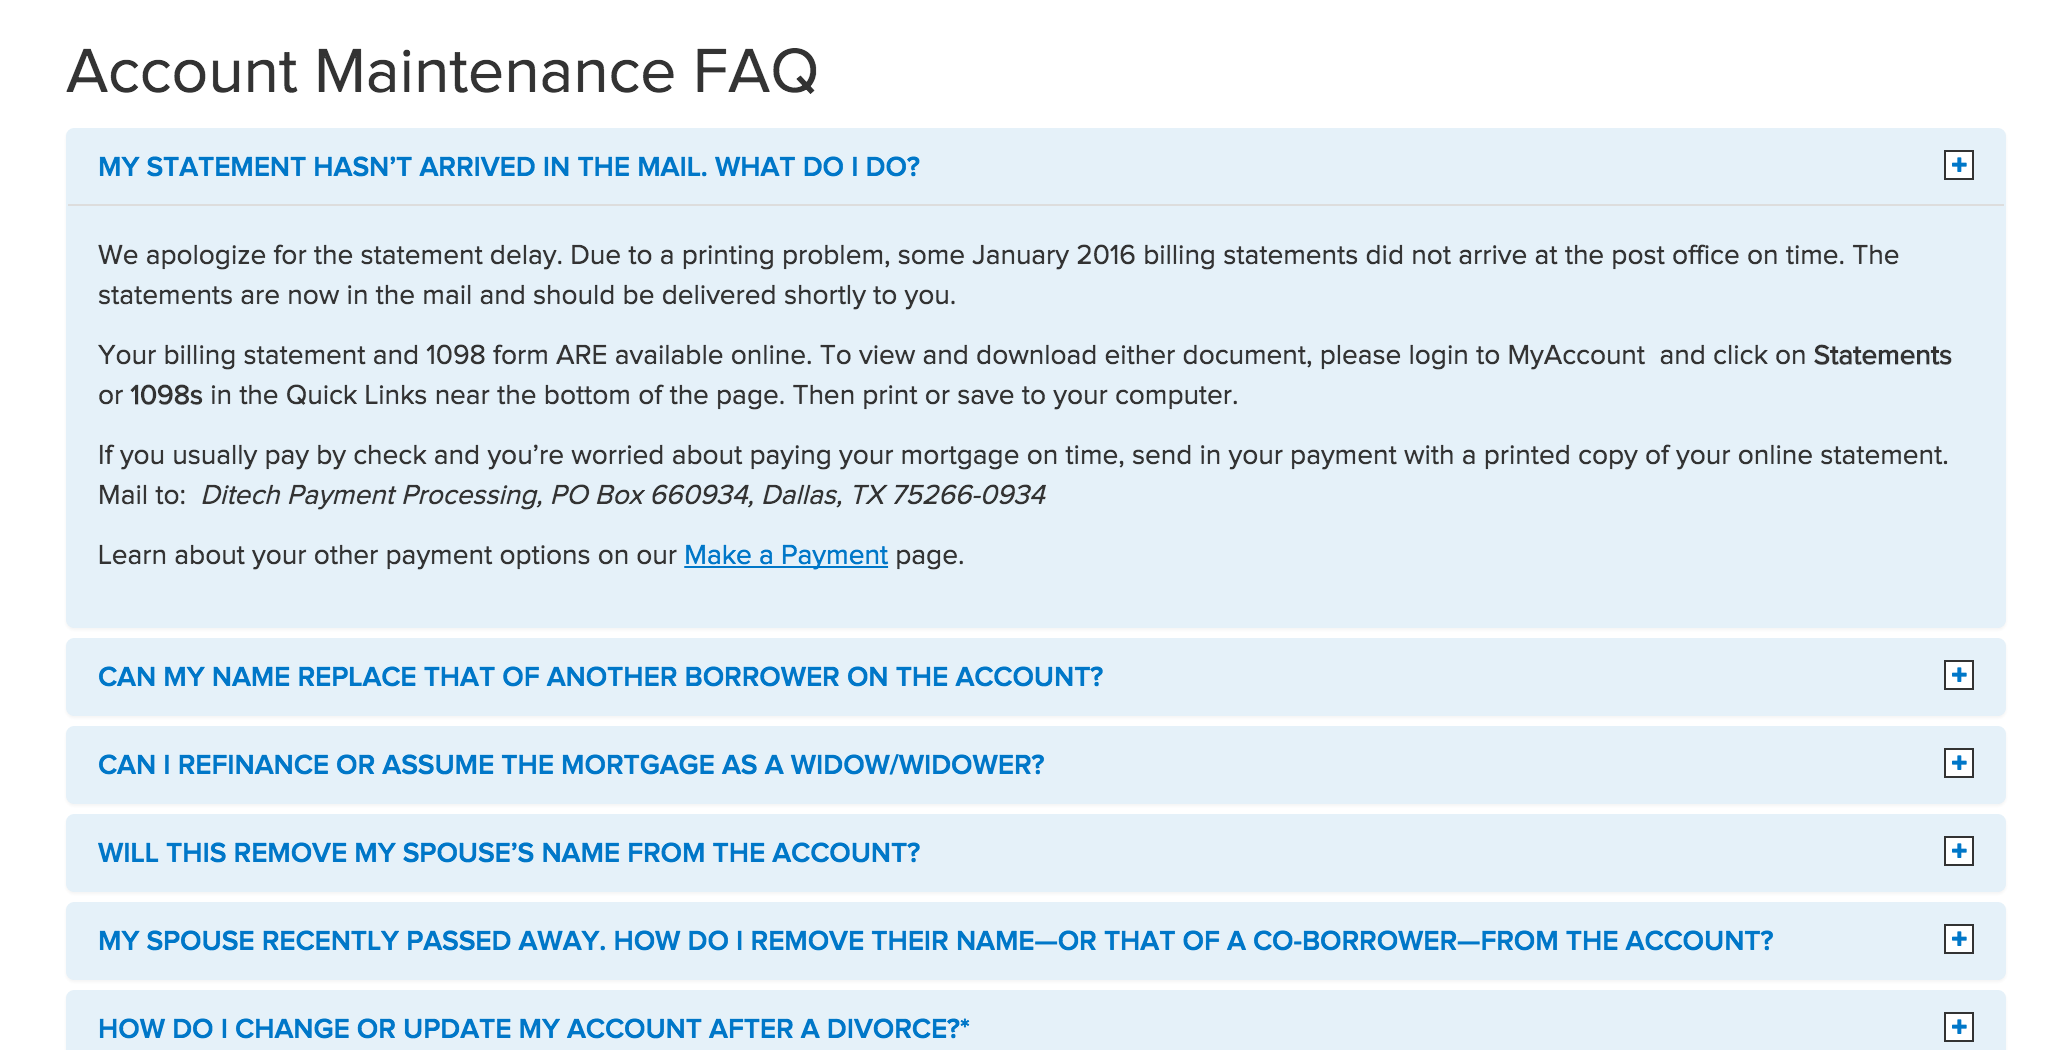 Account Maintenance FAQ
MY STATEMENT HASN’T ARRIVED IN THE MAIL. WHAT DO I DO?
We apologize for the statement delay. Due to a printing problem, some January 2016 billing statements did not arrive at the post office on time. The
statements are now in the mail and should be delivered shortly to you.
Your billing statement and 1098 form ARE available online. To view and download either document, please login to MyAccount  and click on Statements
or 1098s in the Quick Links near the bottom of the page. Then print or save to your computer.
If you usually pay by check and you’re worried about paying your mortgage on time, send in your payment with a printed copy of your online statement.
Mail to:  Ditech Payment Processing, PO Box 660934, Dallas, TX 75266-0934
Learn about your other payment options on our Make a Payment page.
CAN MY NAME REPLACE THAT OF ANOTHER BORROWER ON THE ACCOUNT?
CAN I REFINANCE OR ASSUME THE MORTGAGE AS A WIDOW/WIDOWER?
WILL THIS REMOVE MY SPOUSE’S NAME FROM THE ACCOUNT?
MY SPOUSE RECENTLY PASSED AWAY. HOW DO I REMOVE THEIR NAME—OR THAT OF A CO-BORROWER—FROM THE ACCOUNT?
HOW DO I CHANGE OR UPDATE MY ACCOUNT AFTER A DIVORCE?*